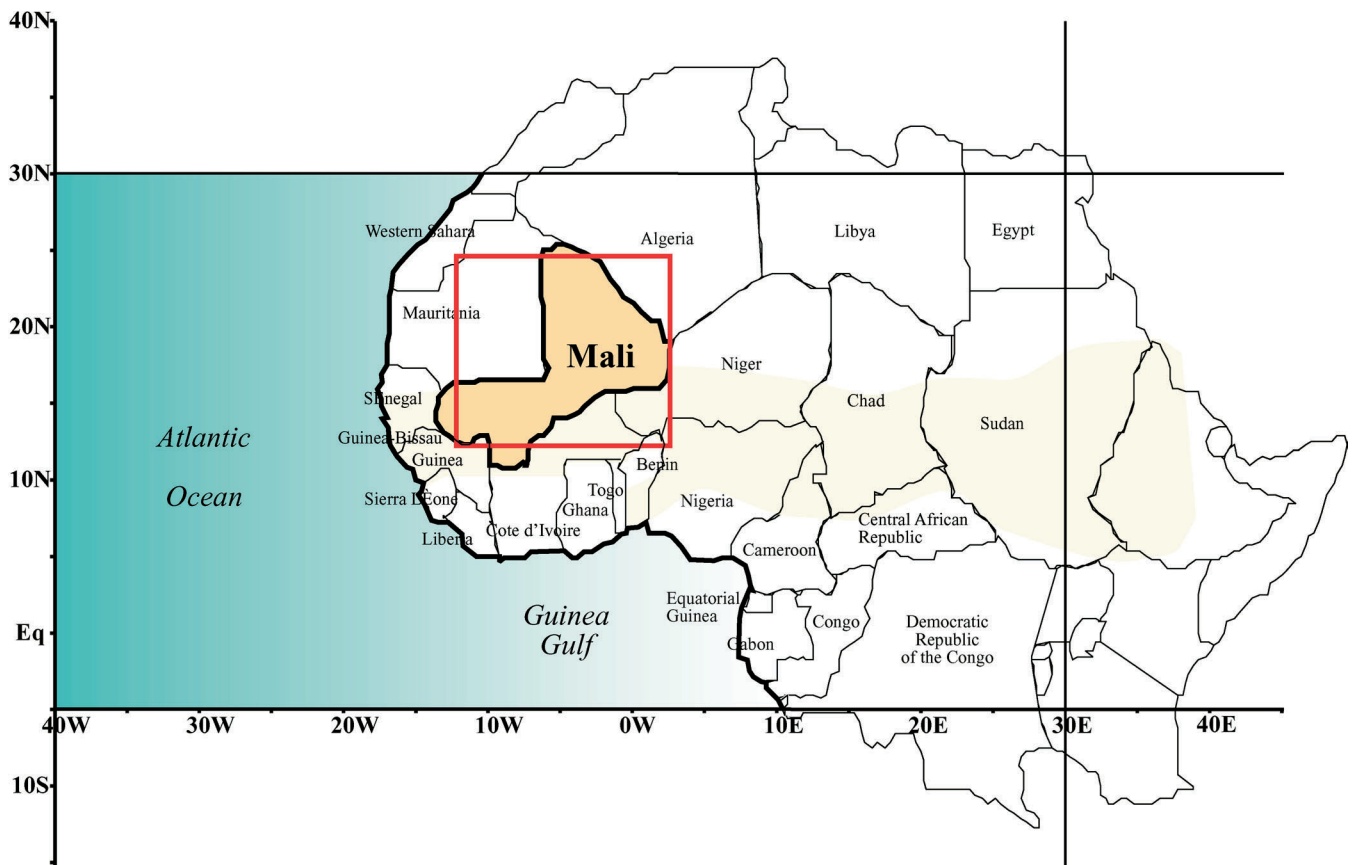 40N
30N
Western Sahara
Algeria
Libya
Egypt
Mauritania
20N
Mali
Niger
Chad
Senegal
Sudan
Atlantic
Ocean
Guinea-Bissau
Guinea
Benin
10N
Sierra LEone
Togo
Ghana
Nigeria
Liberia
Cote d'Ivoire
Central African
Republic
Cameroon
Equatorial
Guinea
Guinea
Gulf
Eq
Gabon
Congo
Democratic
Republic
of the Congo
40W
30W
20W
10W
0W
10E
20E
30E
40E
10S